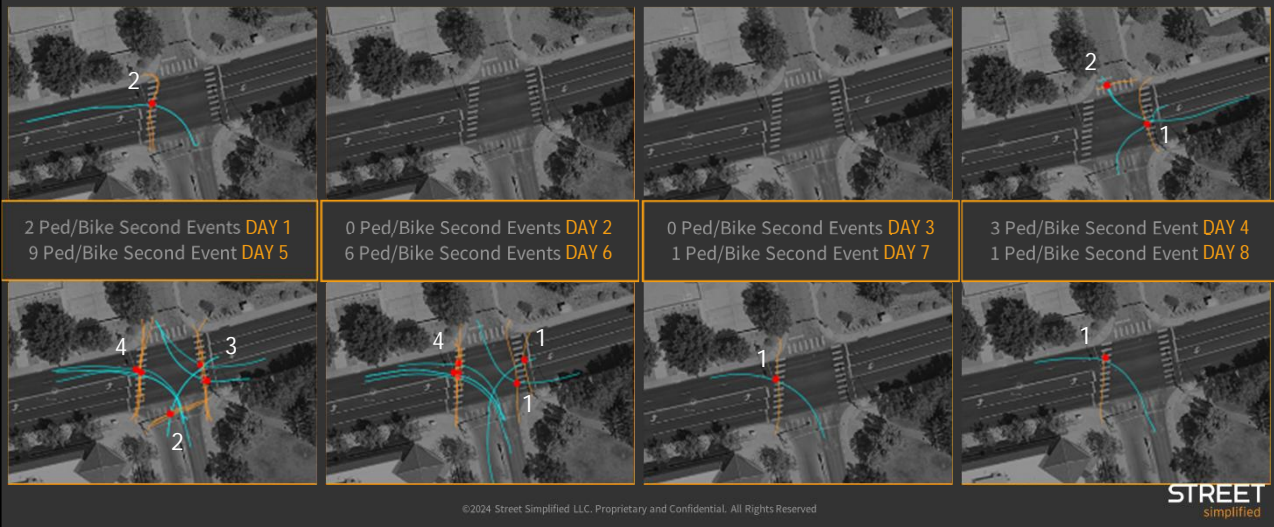 2
2
1
2 Ped/Bike Second Events DAY 1
9 Ped/Bike Second Event DAY 5
0 Ped/Bike Second Events DAY 2
6 Ped/Bike Second Event DAY 6
0 Ped/Bike Second Events DAY 3
1 Ped/Bike Second Event DAY 7
3 Ped/Bike Second Events DAY 4
1 Ped/Bike Second Event DAY 8
4
3
2
4
1
1
1
1
©2024 Street Simplified LLC. Proprietary and Confidential. All Rights Reserved
STREET
simplified